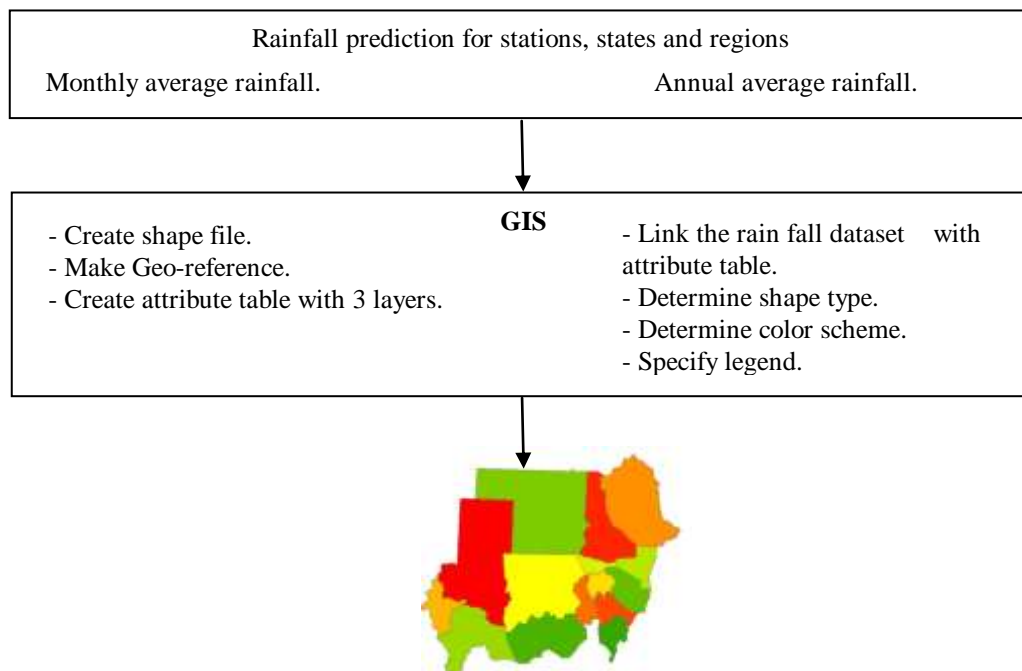 Rainfall prediction for stations, states and regions
Monthly average rainfall. Annual average rainfall.
GIS
- Create shape file.
- Make Geo-reference.
- Create attribute table with 3 layers.
- Link the rain fall dataset with
attribute table.
- Determine shape type.
- Determine color scheme.
- Specify legend.